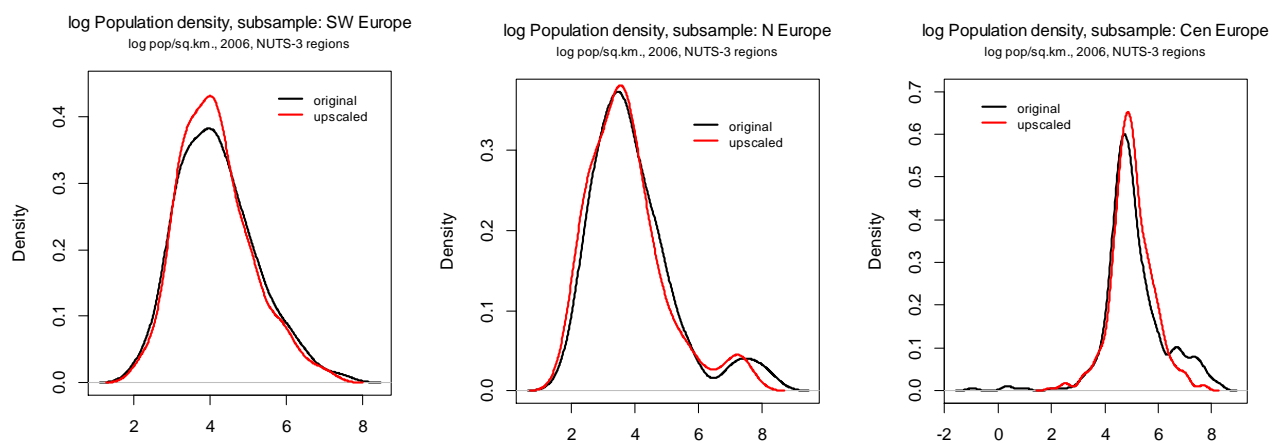 log Population density, subsample: SW Europe
log pop/sq.km., 2006, NUTS-3 regions
original
upscaled
Density
0.4
0.3
0.2
0.1
0.0
2 4 6 8
log Population density, subsample: N Europe
log pop/sq.km., 2006, NUTS-3 regions
original
upscaled
Density
0.3
0.2
0.1
0.0
2 4 6 8
log Population density, subsample: Cen Europe
log pop/sq.km., 2006, NUTS-3 regions
original
upscaled
Density
0.7
0.6
0.5
0.4
0.3
0.2
0.1
0.0
-2 0 2 4 6 8